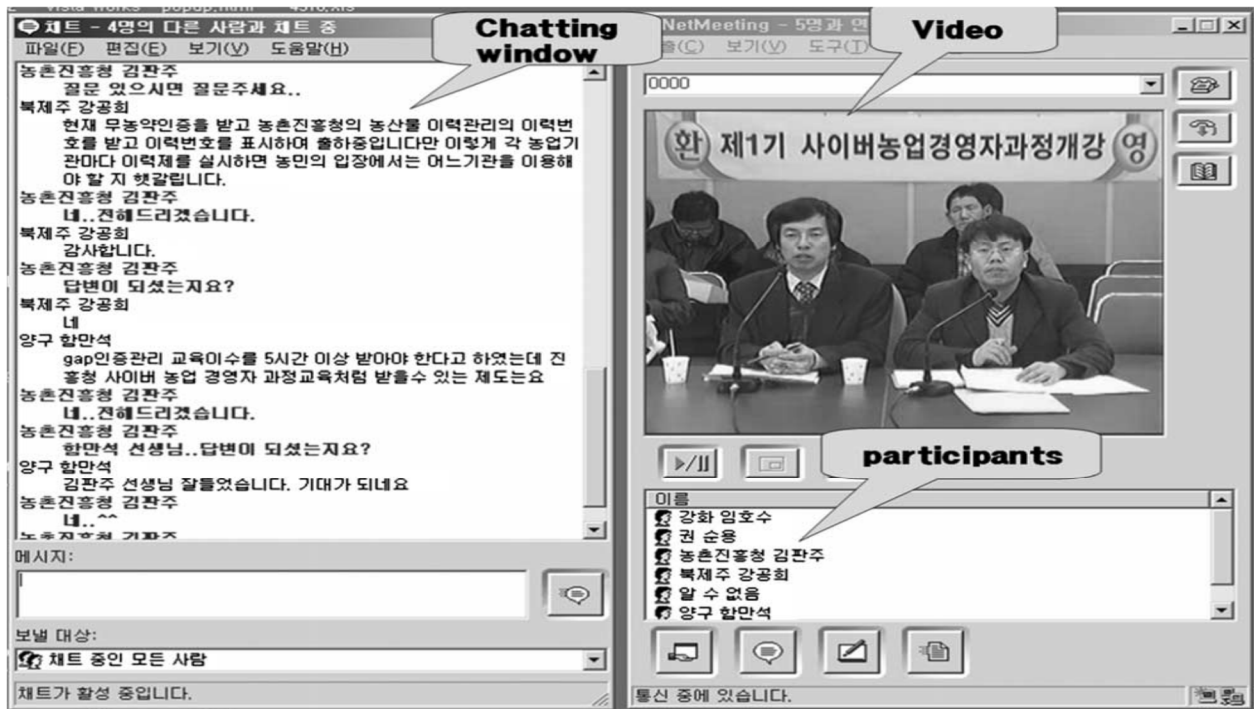 채트 - 4명의 다른 사람과 채트 중
파일(F) 편집(E) 보기(V) 도움말(H)
Chatting
window
농촌진흥청 김판주
질문 있으시면 질문주세요..
북제주 강공희
현재 무농약인증을 받고 농촌진흥청의 농산물 이력관리의 이력번
호를 받고 이력번호를 표시하여 출하중입니다만 이렇게 각 농업기
관마다 이력제를 실시하면 농민의 입장에서는 어느기관을 이용해
야 할 지 햇갈립니다.
농촌진흥청 김판주
네..전해드리겠습니다.
북제주 강공희
감사합니다.
농촌진흥청 김판주
답변이 되셨는지요?
북제주 강공희
네
양구 함만석
gap인증관리 교육이수를 5시간 이상 받아야 한다고 하였는데 진
흥청 사이버 농업 경영자 과정교육처럼 받을수 있는 제도는요
농촌진흥청 김판주
네..전해드리겠습니다.
농촌진흥청 김판주
함만석 선생님..답변이 되셨는지요?
양구 함만석
김판주 선생님 잘들었습니다. 기대가 되네요
농촌진흥청 김판주
네..^^
농촌진흥청 김판주
메시지:
보낼 대상:
채트 중인 모든 사람
채트가 활성 중입니다.
NetMeeting - 5명과
보기(V) 도구(T)
Video
0000
환 제1기 사이버농업경영자과정개강 영
participants
이름
강화 임호수
권 순용
농촌진흥청 김판주
북제주 강공희
알 수 없음
양구 함만석
통신 중에 있습니다.